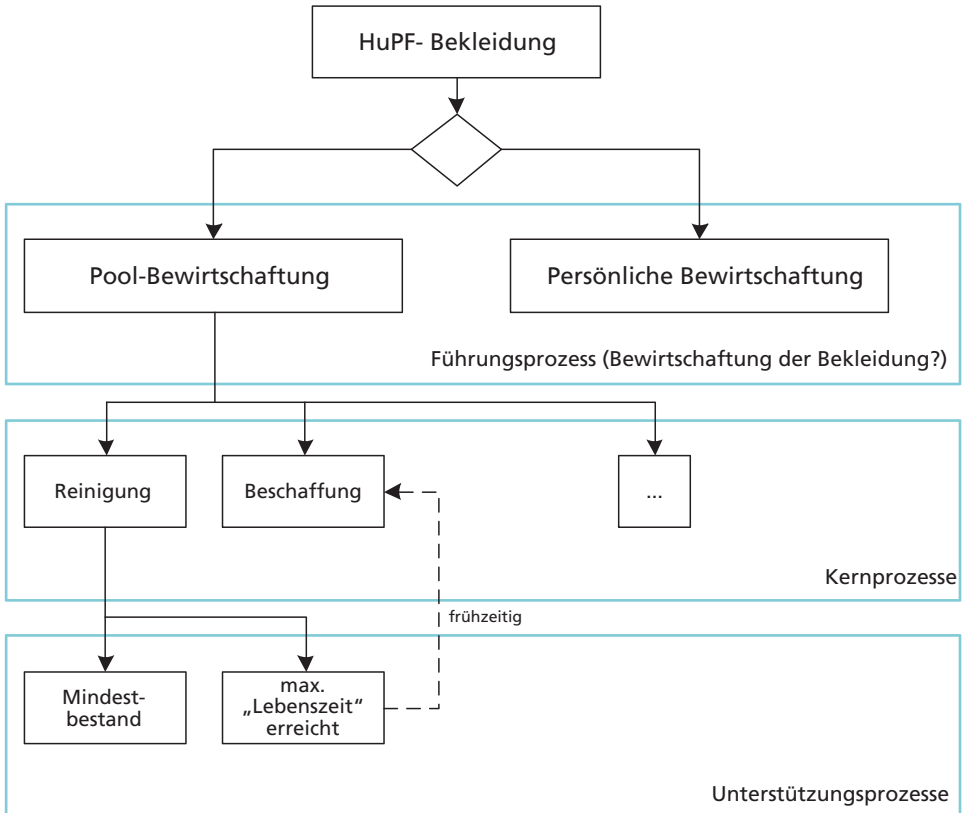 HuPF- Bekleidung
Pool-Bewirtschaftung
Persönliche Bewirtschaftung
Führungsprozess (Bewirtschaftung der Bekleidung?)
Reinigung
Beschaffung
...
Kernprozesse
frühzeitig
Mindest-
bestand
max.
„Lebenszeit“
erreicht
Unterstützungsprozesse